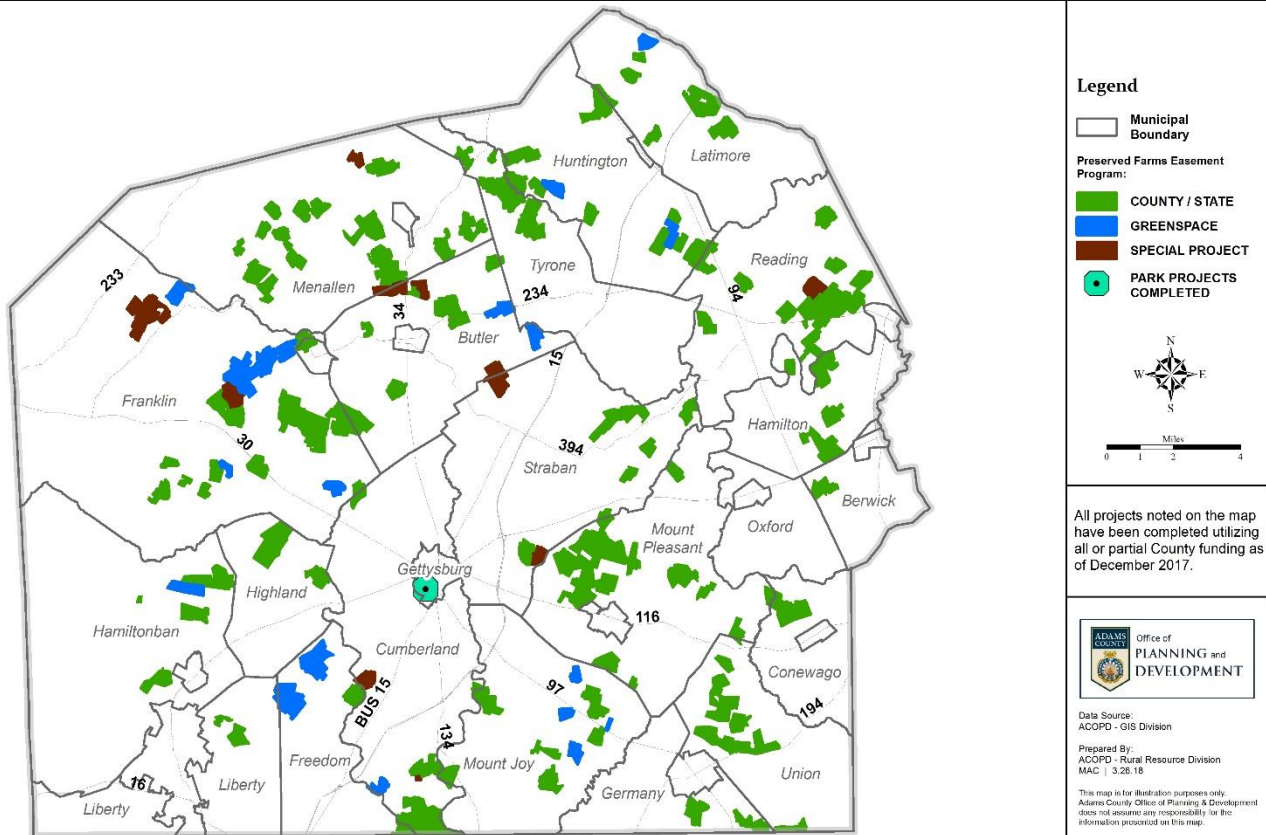 Huntington
Latimore
Reading
Tyrone
233
Menallen
34
234
94
Butler
15
Franklin
30
394
Straban
Hamilton
Berwick
Oxford
Mount
Pleasant
Gettysburg
Highland
116
Hamiltonban
Cumberland
Conewago
97
BUS 15
194
134
Mount Joy
Freedom
Liberty
Union
16
Germany
Liberty
Legend
Municipal
Boundary
Preserved Farms Easement
Program:
COUNTY / STATE
GREENSPACE
SPECIAL PROJECT
PARK PROJECTS
COMPLETED
N
W E
S
Miles
0 1 2 4
All projects noted on the map
have been completed utilizing
all or partial County funding as
of December 2017.
ADAMS
COUNTY
Office of
PLANNING and
DEVELOPMENT
Data Source:
ACOPD - GIS Division
Prepared By:
ACOPD - Rural Resource Division
MAC | 3.26.18
This map is for illustration purposes only.
Adams County Office of Planning & Development
does not assume any responsibility for the
information presented on this map.